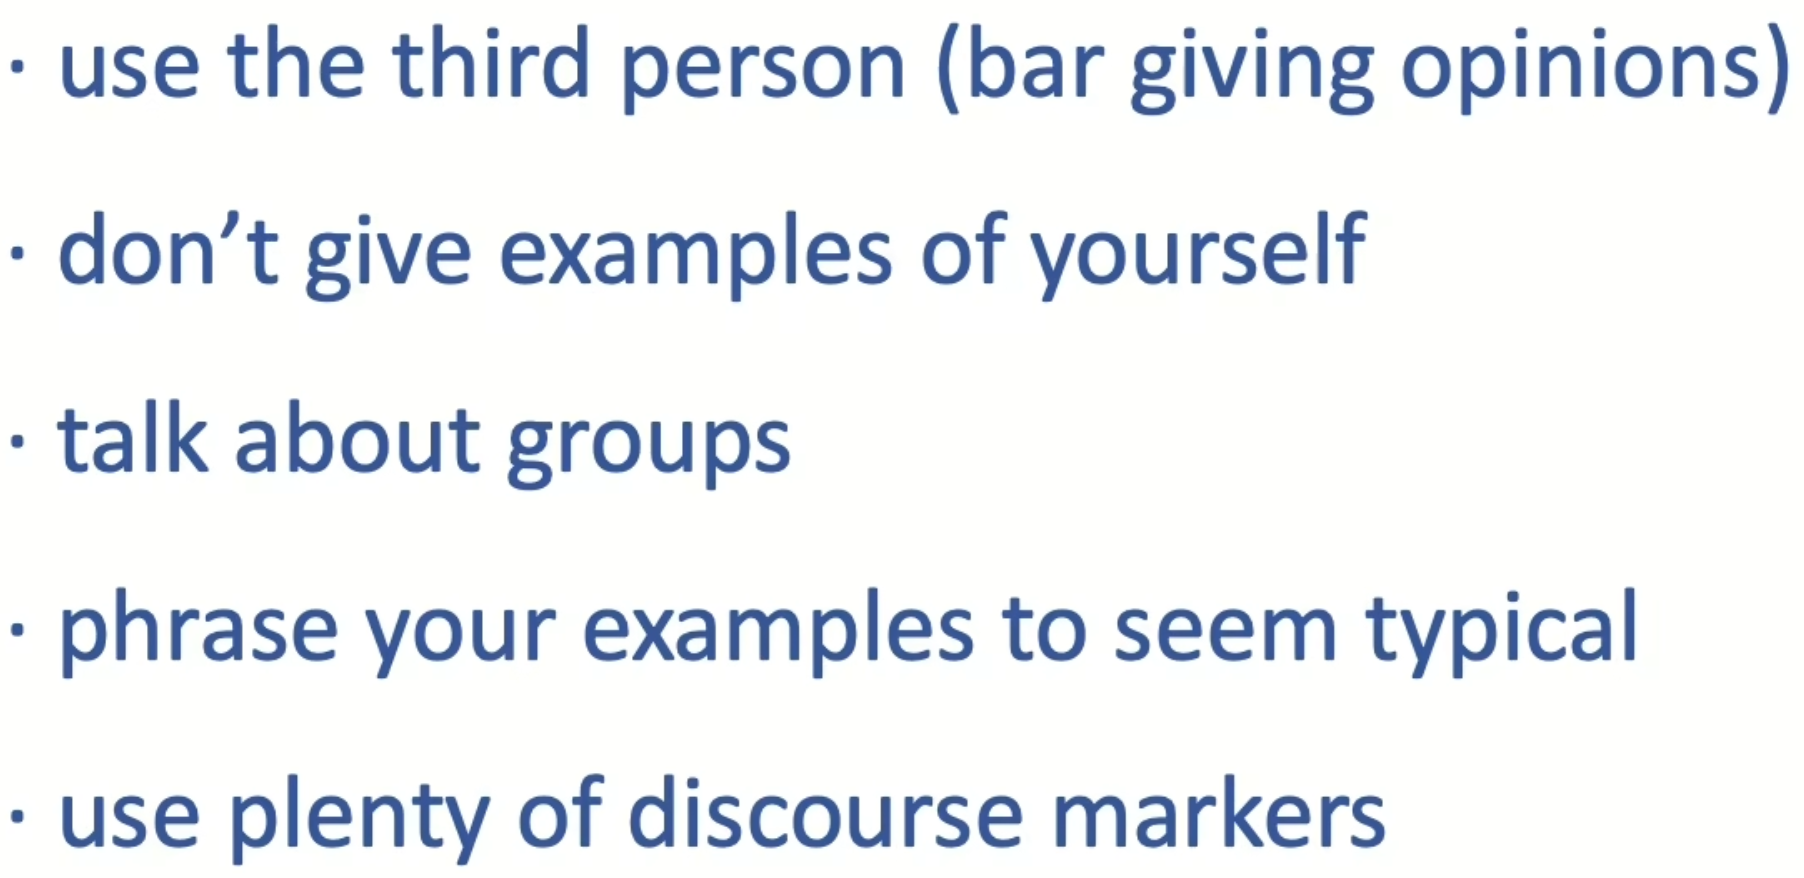 · use the third person (bar giving opinions)
· don’t give examples of yourself
· talk about groups
· phrase your examples to seem typical
· use plenty of discourse markers